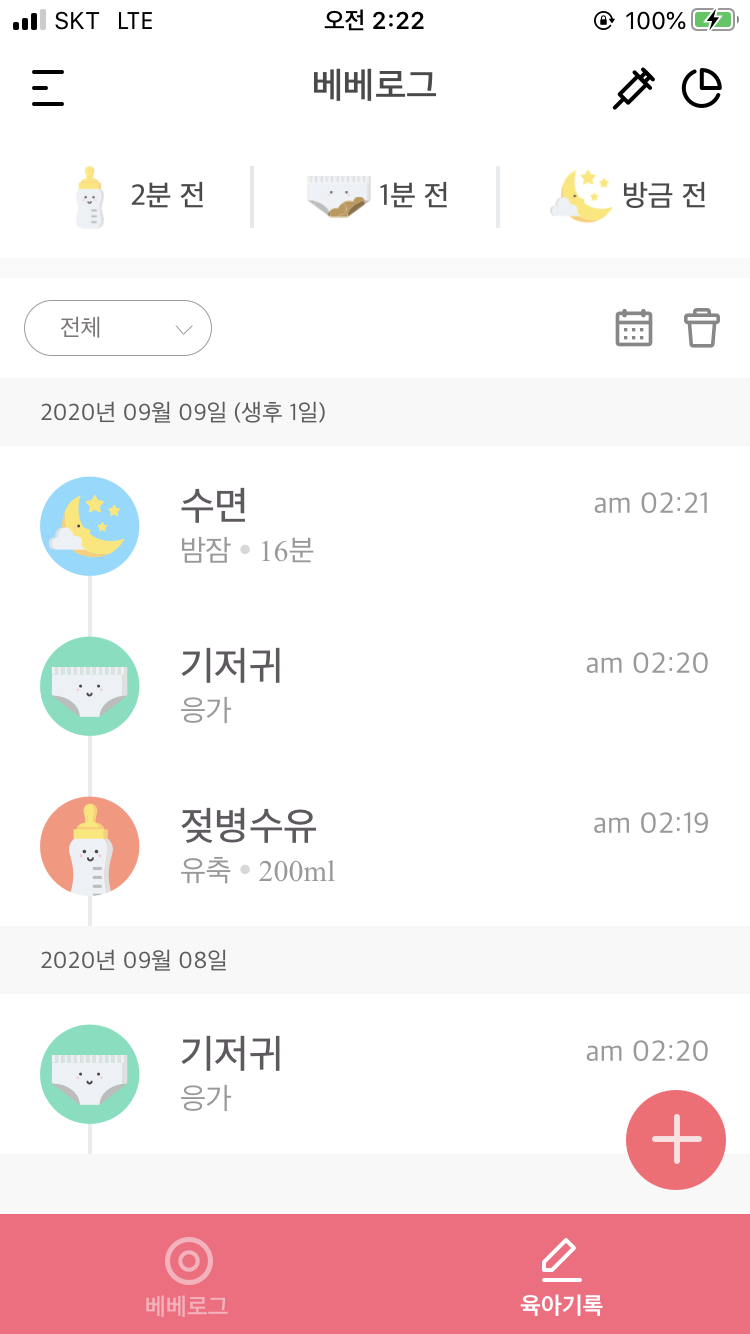 SKT LTE 오전 2:22 100%
베베로그
2분 전 1분 전 방금 전
전체
2020년 09월 09일 (생후 1일)
수면 am 02:21
밤잠 • 16분
기저귀 am 02:20
응가
젖병수유 am 02:19
유축 • 200ml
2020년 09월 08일
기저귀 am 02:20
응가
베베로그 육아기록